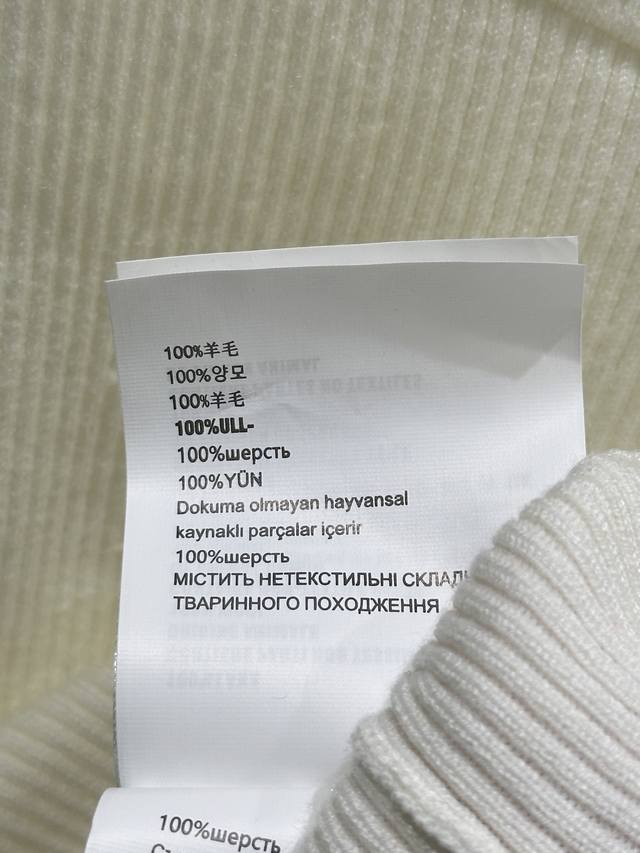 100%羊毛
100%양모
100%羊毛
100%ULL-
100%шерсть
100%YÜN
Dokuma olmayan hayvansal
kaynaklı parçalar içerir
100%шерсть
МІСТИТЬ НЕТЕКСТИЛЬНІ
ТВАРИННОГО ПОХОДЖЕННЯ
100%шерсть